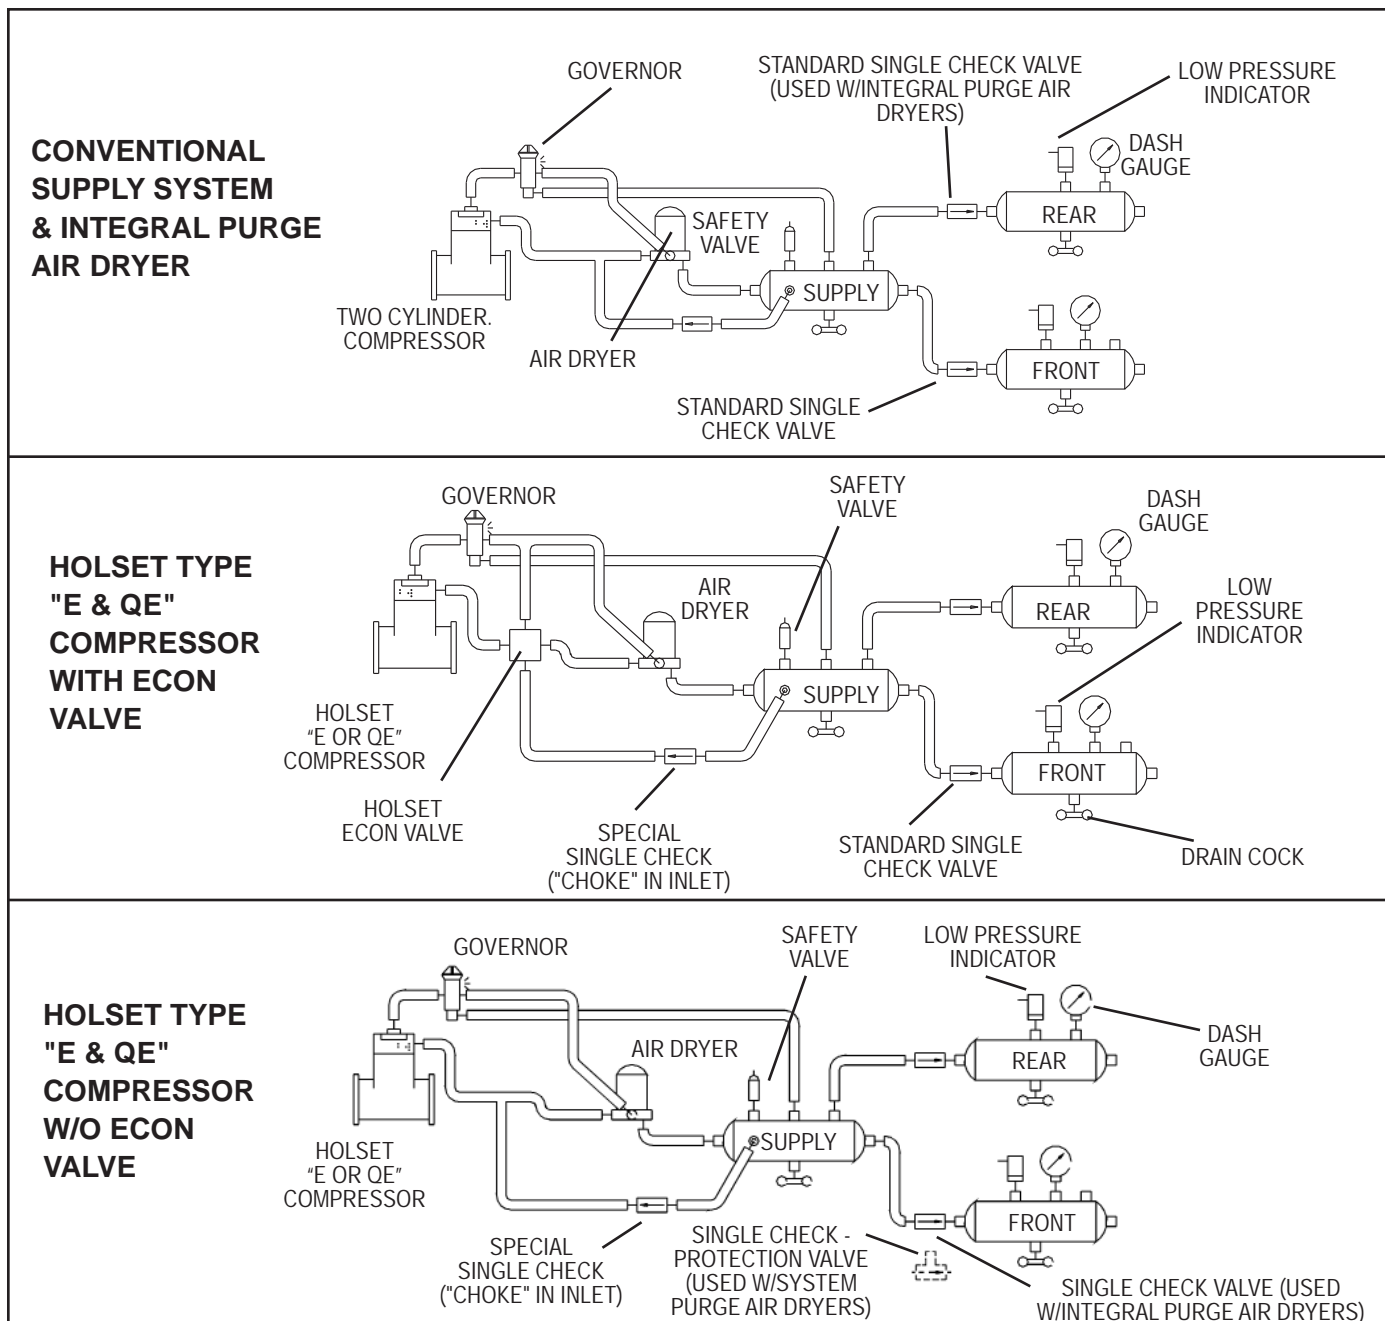 CONVENTIONAL
SUPPLY SYSTEM
& INTEGRAL PURGE
AIR DRYER
GOVERNOR
STANDARD SINGLE CHECK VALVE
(USED W/INTEGRAL PURGE AIR
DRYERS)
LOW PRESSURE
INDICATOR
DASH
GAUGE
REAR
SAFETY
VALVE
SUPPLY
TWO CYLINDER.
COMPRESSOR
AIR DRYER
FRONT
STANDARD SINGLE
CHECK VALVE
HOLSET TYPE
"E & QE"
COMPRESSOR
WITH ECON
VALVE
GOVERNOR
SAFETY
VALVE
DASH
GAUGE
AIR
DRYER
REAR
LOW
PRESSURE
INDICATOR
SUPPLY
HOLSET
“E OR QE”
COMPRESSOR
FRONT
HOLSET
ECON VALVE
SPECIAL
SINGLE CHECK
("CHOKE" IN INLET)
STANDARD SINGLE
CHECK VALVE
DRAIN COCK
HOLSET TYPE
"E & QE"
COMPRESSOR
W/O ECON
VALVE
GOVERNOR
SAFETY
VALVE
LOW PRESSURE
INDICATOR
DASH
GAUGE
AIR DRYER
REAR
SUPPLY
HOLSET
“E OR QE”
COMPRESSOR
FRONT
SPECIAL
SINGLE CHECK
("CHOKE" IN INLET)
SINGLE CHECK -
PROTECTION VALVE
(USED W/SYSTEM
PURGE AIR DRYERS)
SINGLE CHECK VALVE (USED
W/INTEGRAL PURGE AIR DRYERS)